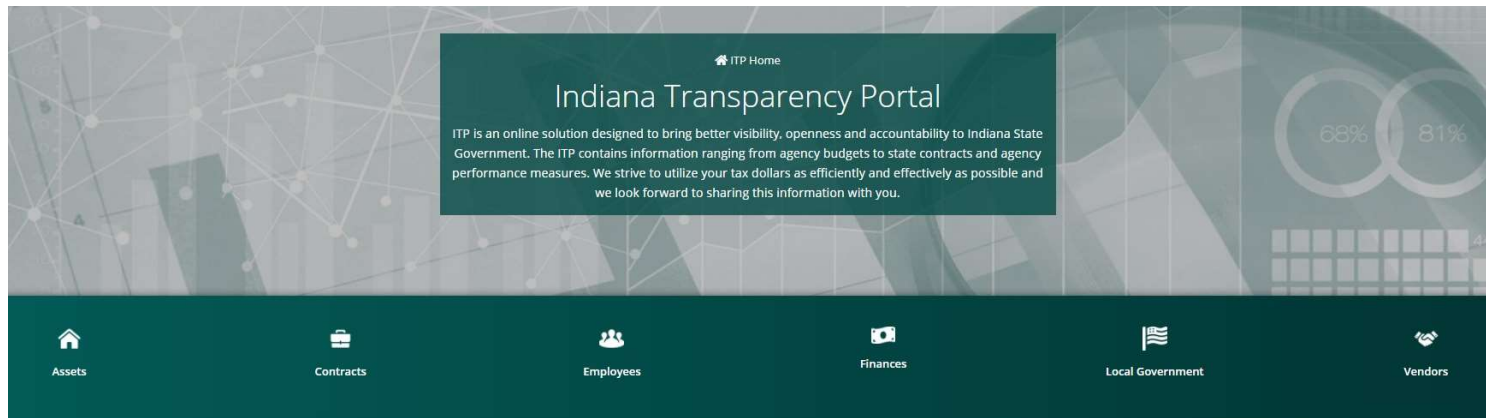 ITP Home
Indiana Transparency Portal
ITP is an online solution designed to bring better visibility, openness and accountability to Indiana State
Government. The ITP contains information ranging from agency budgets to state contracts and agency
performance measures. We strive to utilize your tax dollars as efficiently and effectively as possible and
we look forward to sharing this information with you.
68% 81%
5
4
Assets Contracts Employees Finances Local Government Vendors